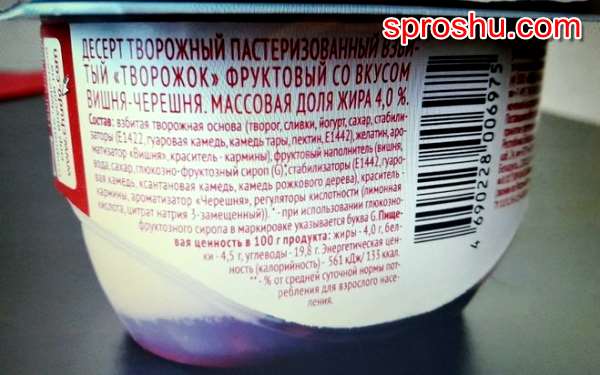 sproshu.com
ДЕСЕРТ ТВОРОЖНЫЙ ПАСТЕРИЗОВАННЫЙ ВЗБИ-
ТЫЙ «ТВОРОЖОК» ФРУКТОВЫЙ СО ВКУСОМ
ВИШНЯ-ЧЕРЕШНЯ. МАССОВАЯ ДОЛЯ ЖИРА 4,0 %.
Состав: взбитая творожная основа (творог, сливки, йогурт, сахар, стабили-
заторы (Е1422, гуаровая камедь, камедь тары, пектин, Е1442), желатин, аро-
матизатор «Вишня», краситель - кармины), фруктовый наполнитель (вишня,
вода, сахар, глюкозно-фруктозный сироп (G)*, стабилизаторы (Е1442, гуаро-
вая камедь, ксантановая камедь, камедь рожкового дерева), краситель -
кармины, ароматизатор «Черешня», регуляторы кислотности (лимонная
кислота, цитрат натрия 3-замещенный)). * - при использовании глюкозно-
фруктозного сиропа в маркировке указывается буква G. Пище-
вая ценность в 100 г продукта: жиры - 4,0 г, бел-
ки - 4,5 г, углеводы - 19,8 г. Энергетическая цен-
ность (калорийность) - 561 кДж/ 133 ккал.
** - % от средней суточной нормы пот-
ребления для взрослого насе-
ления.
4 690228 006975